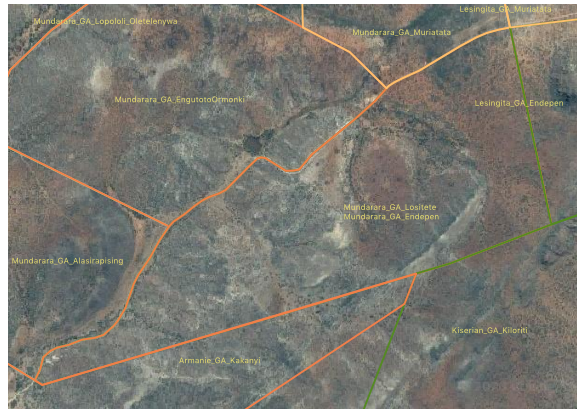 Lesingita_GA_Muriatata
Mundarara_GA_Lopololi_Oletelenywa
Mundarara_GA_Muriatata
Mundarara_GA_EngutotoOrmonki
Lesingita_GA_Endepen
Mundarara_GA_Lositete
Mundarara_GA_Endepen
Mundarara_GA_Alasirapising
Kiserian_GA_Kiloriti
Armanie_GA_Kakanyi